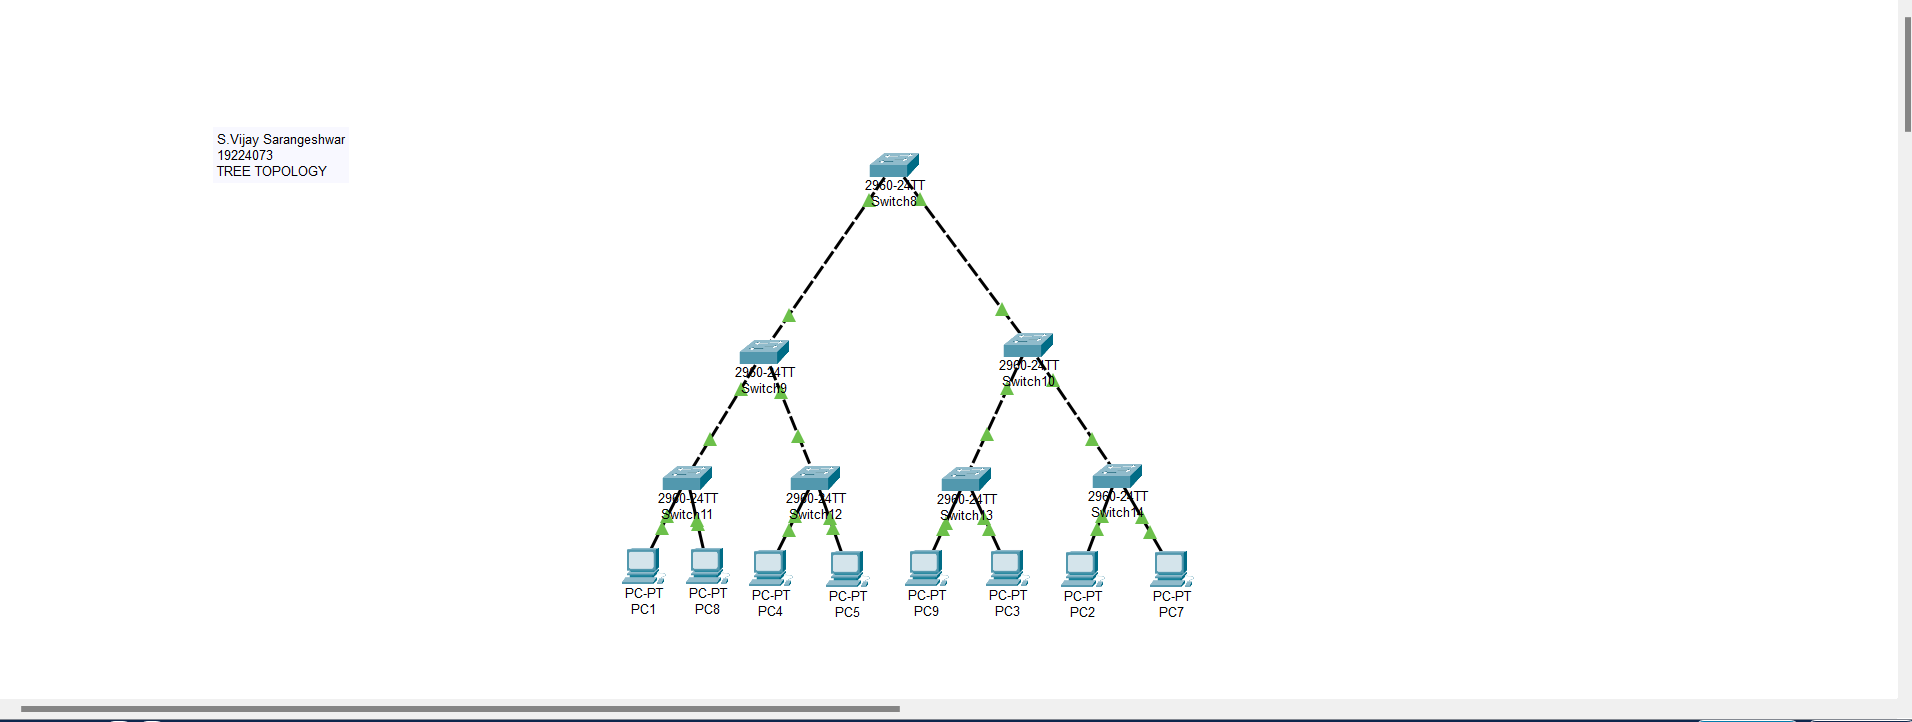 S.Vijay Sarangeshwar
19224073
TREE TOPOLOGY
2960-24TT
Switch8
2960-24TT
Switch9
2960-24TT
Switch10
2960-24TT
Switch11
2960-24TT
Switch12
2960-24TT
Switch13
2960-24TT
Switch14
PC-PT
PC1
PC-PT
PC8
PC-PT
PC4
PC-PT
PC5
PC-PT
PC9
PC-PT
PC3
PC-PT
PC2
PC-PT
PC7